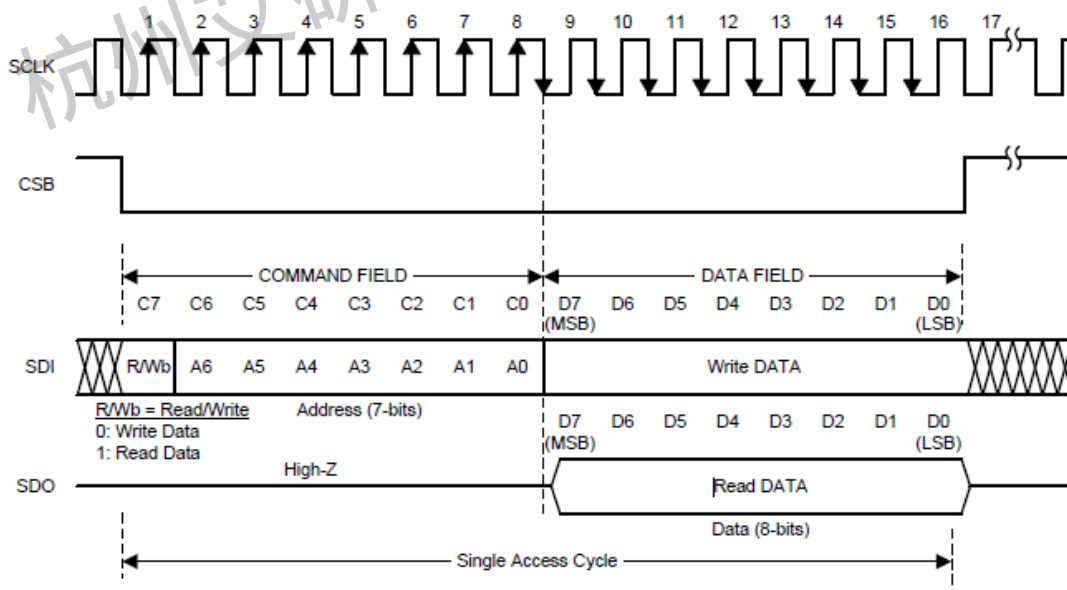 杭州艾研
1 2 3 4 5 6 7 8 9 10 11 12 13 14 15 16 17
SCLK
CSB
COMMAND FIELD DATA FIELD
C7 C6 C5 C4 C3 C2 C1 C0 D7 D6 D5 D4 D3 D2 D1 D0
(MSB) (LSB)
SDI R/Wb A6 A5 A4 A3 A2 A1 A0 Write DATA
R/Wb = Read/Write Address (7-bits)
0: Write Data
1: Read Data
D7 D6 D5 D4 D3 D2 D1 D0
(MSB) (LSB)
High-Z
SDO Read DATA
Data (8-bits)
Single Access Cycle